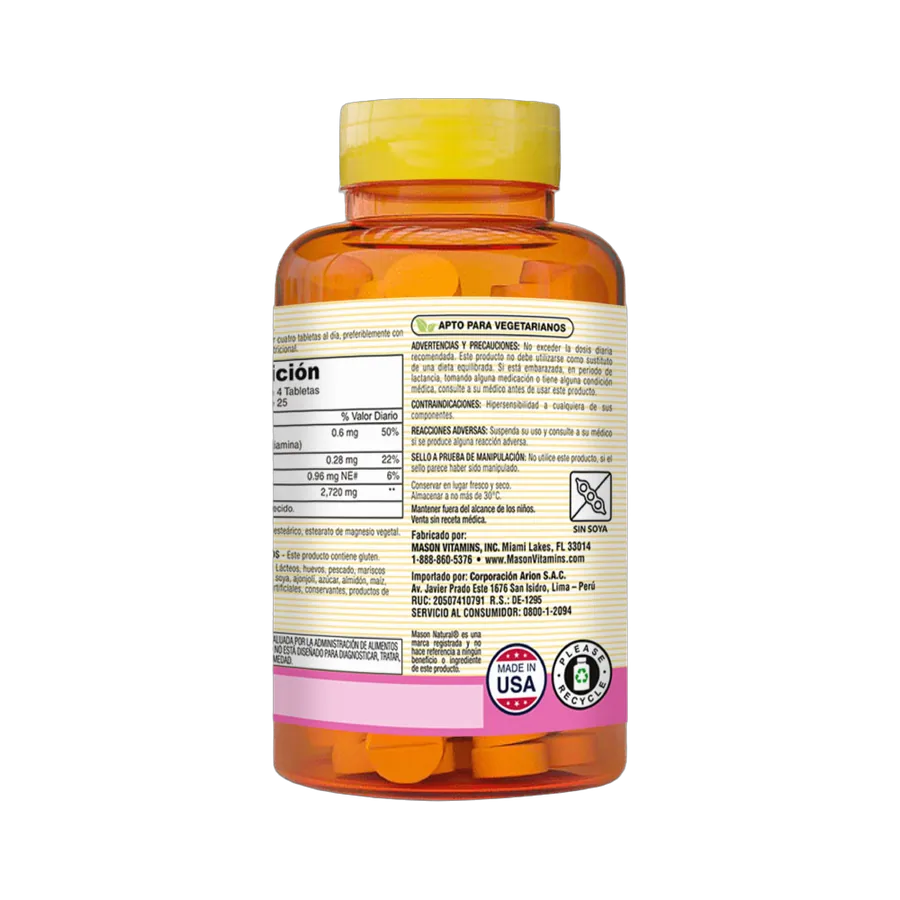 r cuatro tabletas al día, preferiblemente con
tricional.
ición
4 Tabletas
25
% Valor Diario
0.6 mg 50%
iamina)
0.28 mg 22%
0.96 mg NE# 6%
2,720 mg **
ecido.
esteárico, estearato de magnesio vegetal.
OS - Este producto contiene gluten.
Lácteos, huevos, pescado, mariscos
soya, ajonjolí, azúcar, almidón, maíz,
rtificiales, conservantes, productos de
ALUADA POR LA ADMINISTRACIÓN DE ALIMENTOS
NO ESTÁ DISEÑADO PARA DIAGNOSTICAR, TRATAR,
MEDAD.
APTO PARA VEGETARIANOS
ADVERTENCIAS Y PRECAUCIONES: No exceder la dosis diaria
recomendada. Este producto no debe utilizarse como sustituto
de una dieta equilibrada. Si está embarazada, en periodo de
lactancia, tomando alguna medicación o tiene alguna condición
médica, consulte a su médico antes de usar este producto.
CONTRAINDICACIONES: Hipersensibilidad a cualquiera de sus
componentes.
REACCIONES ADVERSAS: Suspenda su uso y consulte a su médico
si se produce alguna reacción adversa.
SELLO A PRUEBA DE MANIPULACIÓN: No utilice este producto, si el
sello parece haber sido manipulado.
Conservar en lugar fresco y seco.
Almacenar a no más de 30°C.
Mantener fuera del alcance de los niños.
Venta sin receta médica.
SIN SOYA
Fabricado por:
MASON VITAMINS, INC. Miami Lakes, FL 33014
1-888-860-5376 • www.MasonVitamins.com
Importado por: Corporación Arion S.A.C.
Av. Javier Prado Este 1676 San Isidro, Lima – Perú
RUC: 20507410791 R.S.: DE-1295
SERVICIO AL CONSUMIDOR: 0800-1-2094
Mason Natural® es una
marca registrada y no
hace referencia a ningún
beneficio o ingrediente
de este producto.
MADE IN
USA
PLEASE
RECYCLE